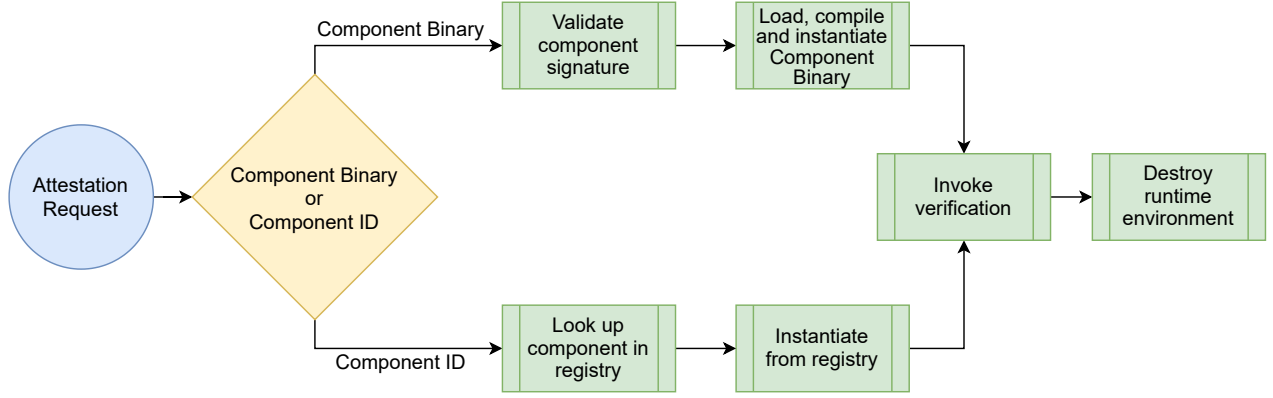 Attestation
Request
Component Binary
or
Component ID
Component Binary
Validate
component
signature
Load, compile
and instantiate
Component
Binary
Component ID
Look up
component in
registry
Instantiate
from registry
Invoke
verification
Destroy
runtime
environment